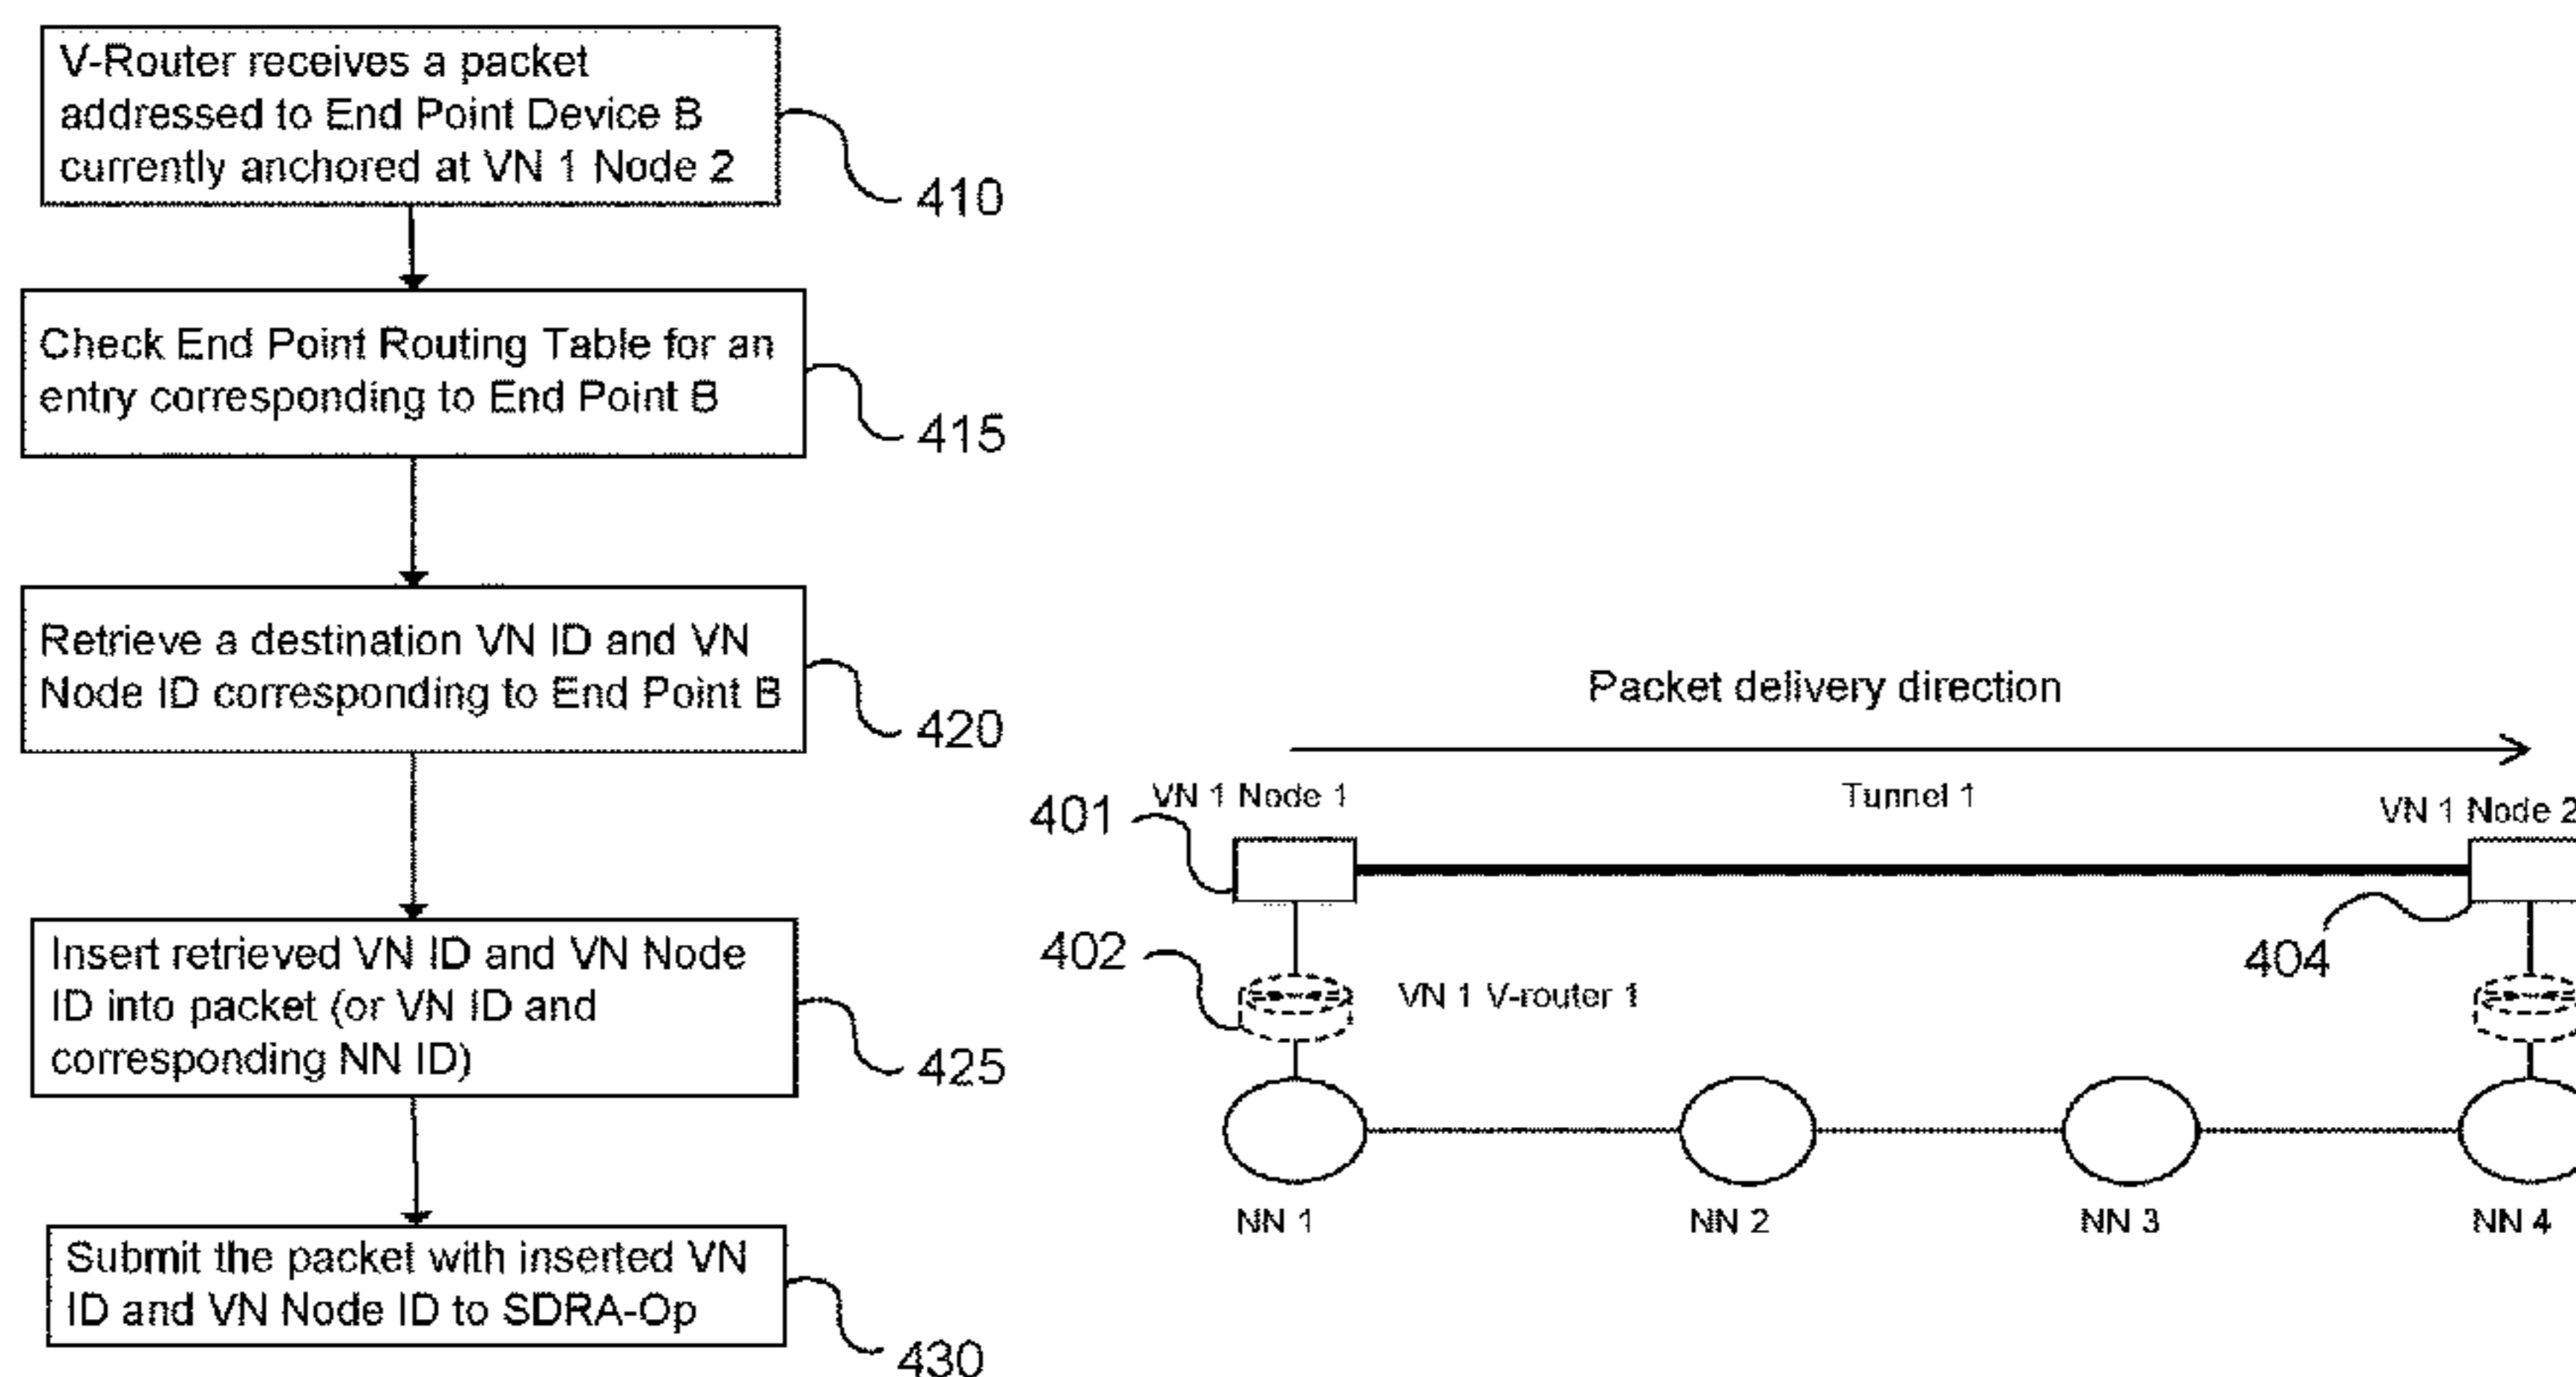 V-Router receives a packet
addressed to End Point Device B
currently anchored at VN 1 Node 2
410
Check End Point Routing Table for an
entry corresponding to End Point B
415
Retrieve a destination VN ID and VN
Node ID corresponding to End Point B
420
Insert retrieved VN ID and VN Node
ID into packet (or VN ID and
corresponding NN ID)
425
Submit the packet with inserted VN
ID and VN Node ID to SDRA-Op
430
Packet delivery direction
401
VN 1 Node 1
Tunnel 1
VN 1 Node 2
402
VN 1 V-router 1
404
NN 1
NN 2
NN 3
NN 4